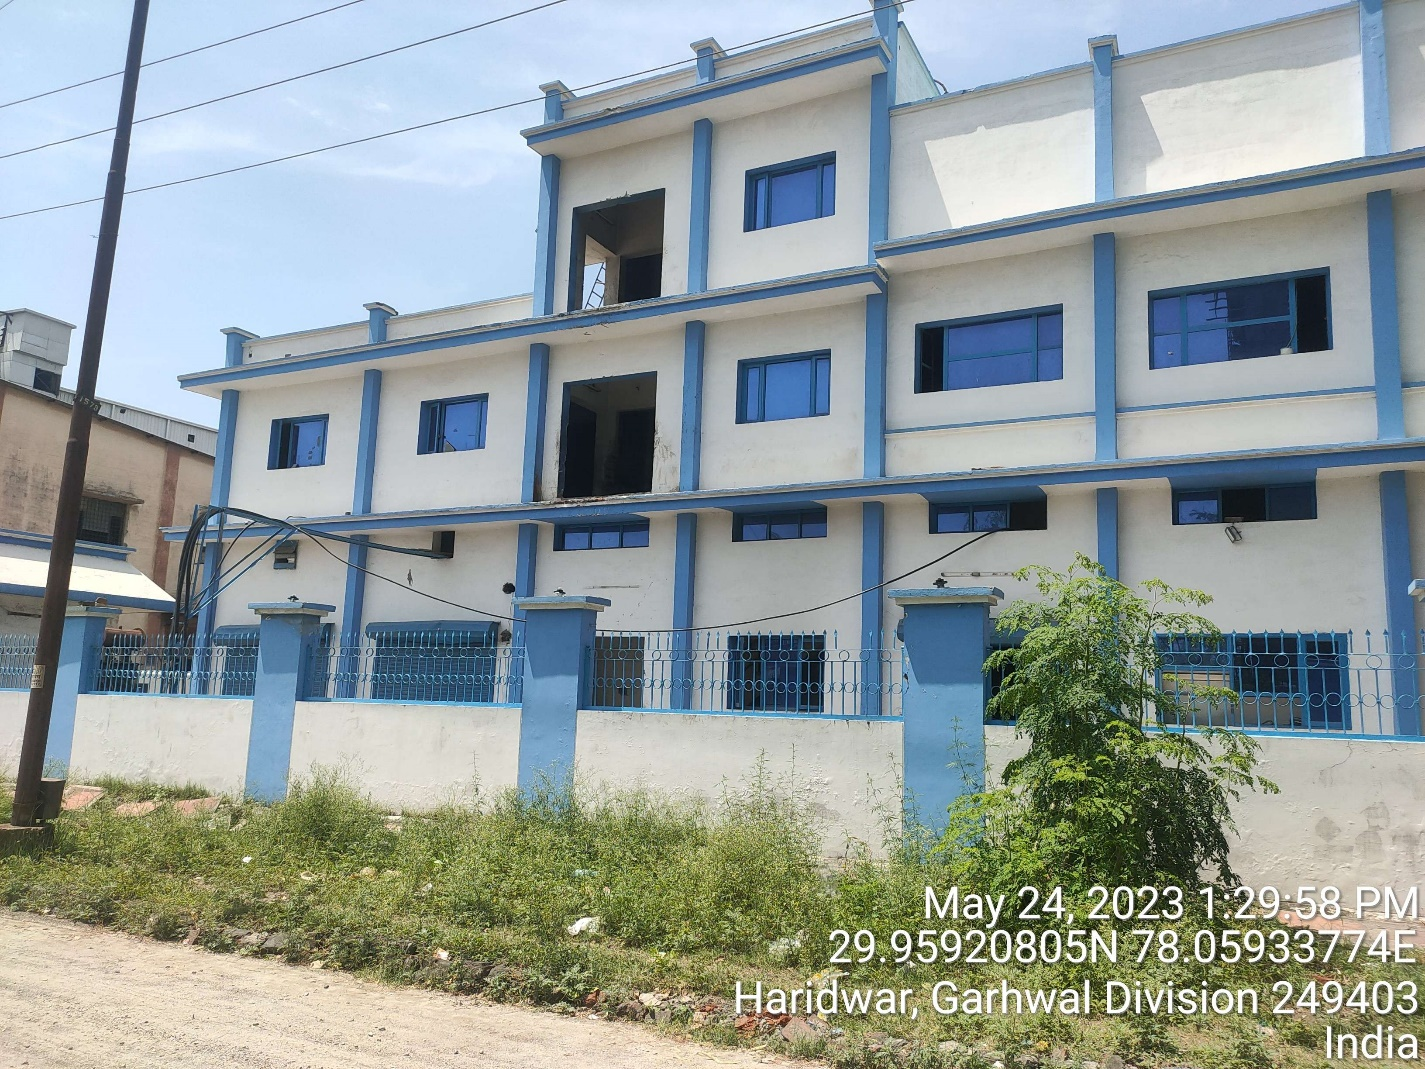 May 24, 2023 1:29:58 PM
29.95920805N 78.05933774E
Haridwar, Garhwal Division 249403
India